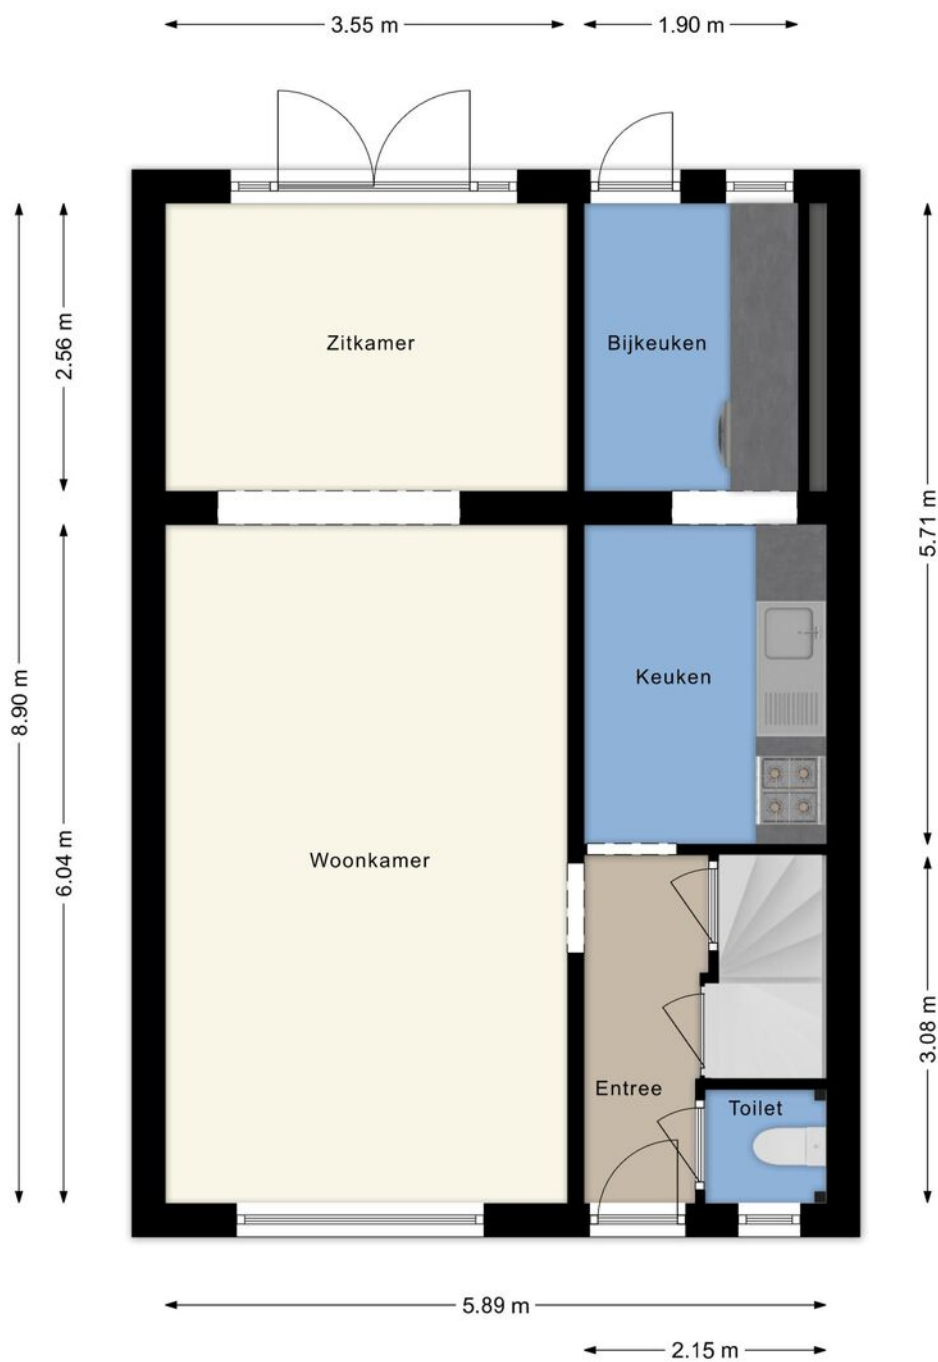 3.55 m
1.90 m
2.56 m
Zitkamer
Bijkeuken
5.71 m
8.90 m
Keuken
6.04 m
Woonkamer
3.08 m
Entree
Toilet
5.89 m
2.15 m